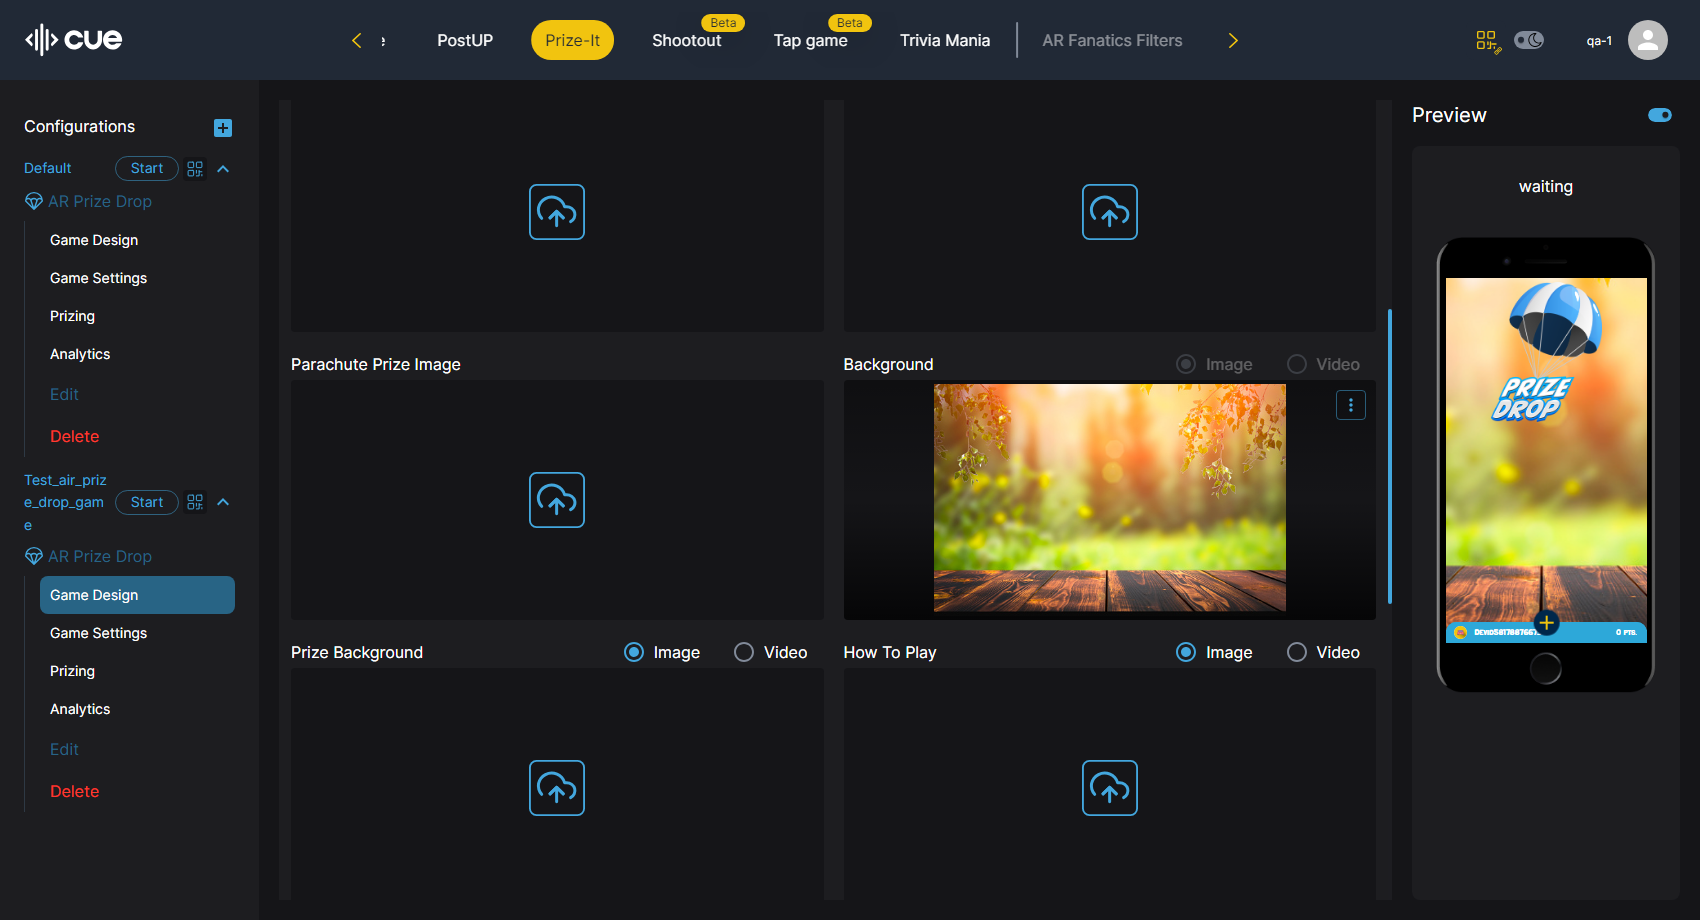 cue
PostUP
Prize-It
Shootout
Beta
Tap game
Beta
Trivia Mania
AR Fanatics Filters
qa-1
Configurations
Default
Start
AR Prize Drop
Game Design
Game Settings
Prizing
Analytics
Edit
Delete
Test_air_priz
e_drop_gam
e
Start
AR Prize Drop
Game Design
Game Settings
Prizing
Analytics
Edit
Delete
Parachute Prize Image
Background
Image
Video
Prize Background
Image
Video
How To Play
Image
Video
Preview
waiting
PRIZE
DROP
0 PTS.